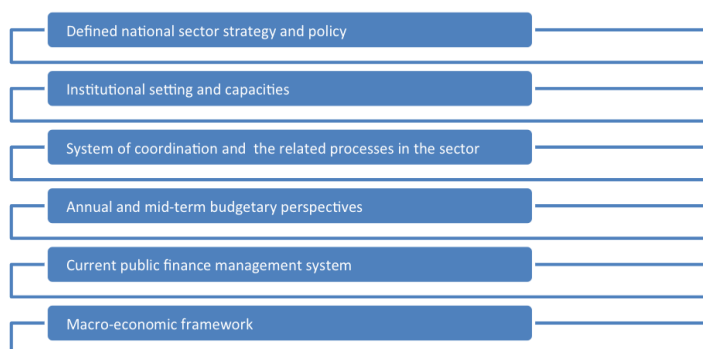 Defined national sector strategy and policy
Institutional setting and capacities
System of coordination and  the related processes in the sector
Annual and mid-term budgetary perspectives
Current public finance management system
Macro-economic framework